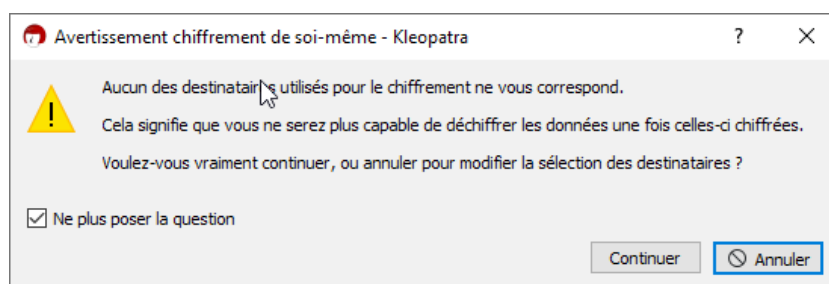 Avertissement chiffrement de soi-même - Kleopatra ?
Aucun des destinataires utilisés pour le chiffrement ne vous correspond.
Cela signifie que vous ne serez plus capable de déchiffrer les données une fois celles-ci chiffrées.
Voulez-vous vraiment continuer, ou annuler pour modifier la sélection des destinataires ?
Ne plus poser la question
Continuer Annuler